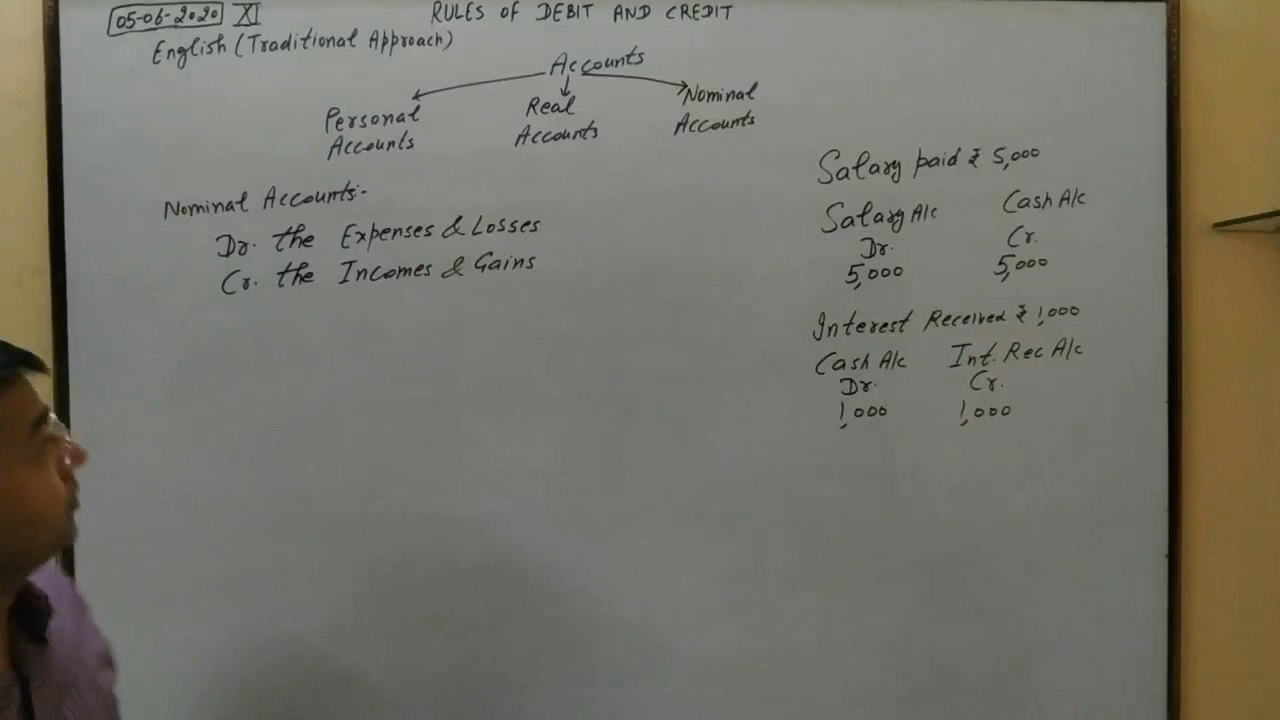 05-06-2020 XI RULES OF DEBIT AND CREDIT
English (Traditional Approach)
Accounts
Personal Accounts
Real Accounts
Nominal Accounts
Nominal Accounts:-
Dr. the Expenses & Losses
Cr. the Incomes & Gains
Salary paid ₹ 5,000
Salary A/c Cash A/c
Dr. Cr.
5,000 5,000
Interest Received ₹ 1,000
Cash A/c Int. Rec A/c
Dr. Cr.
1,000 1,000